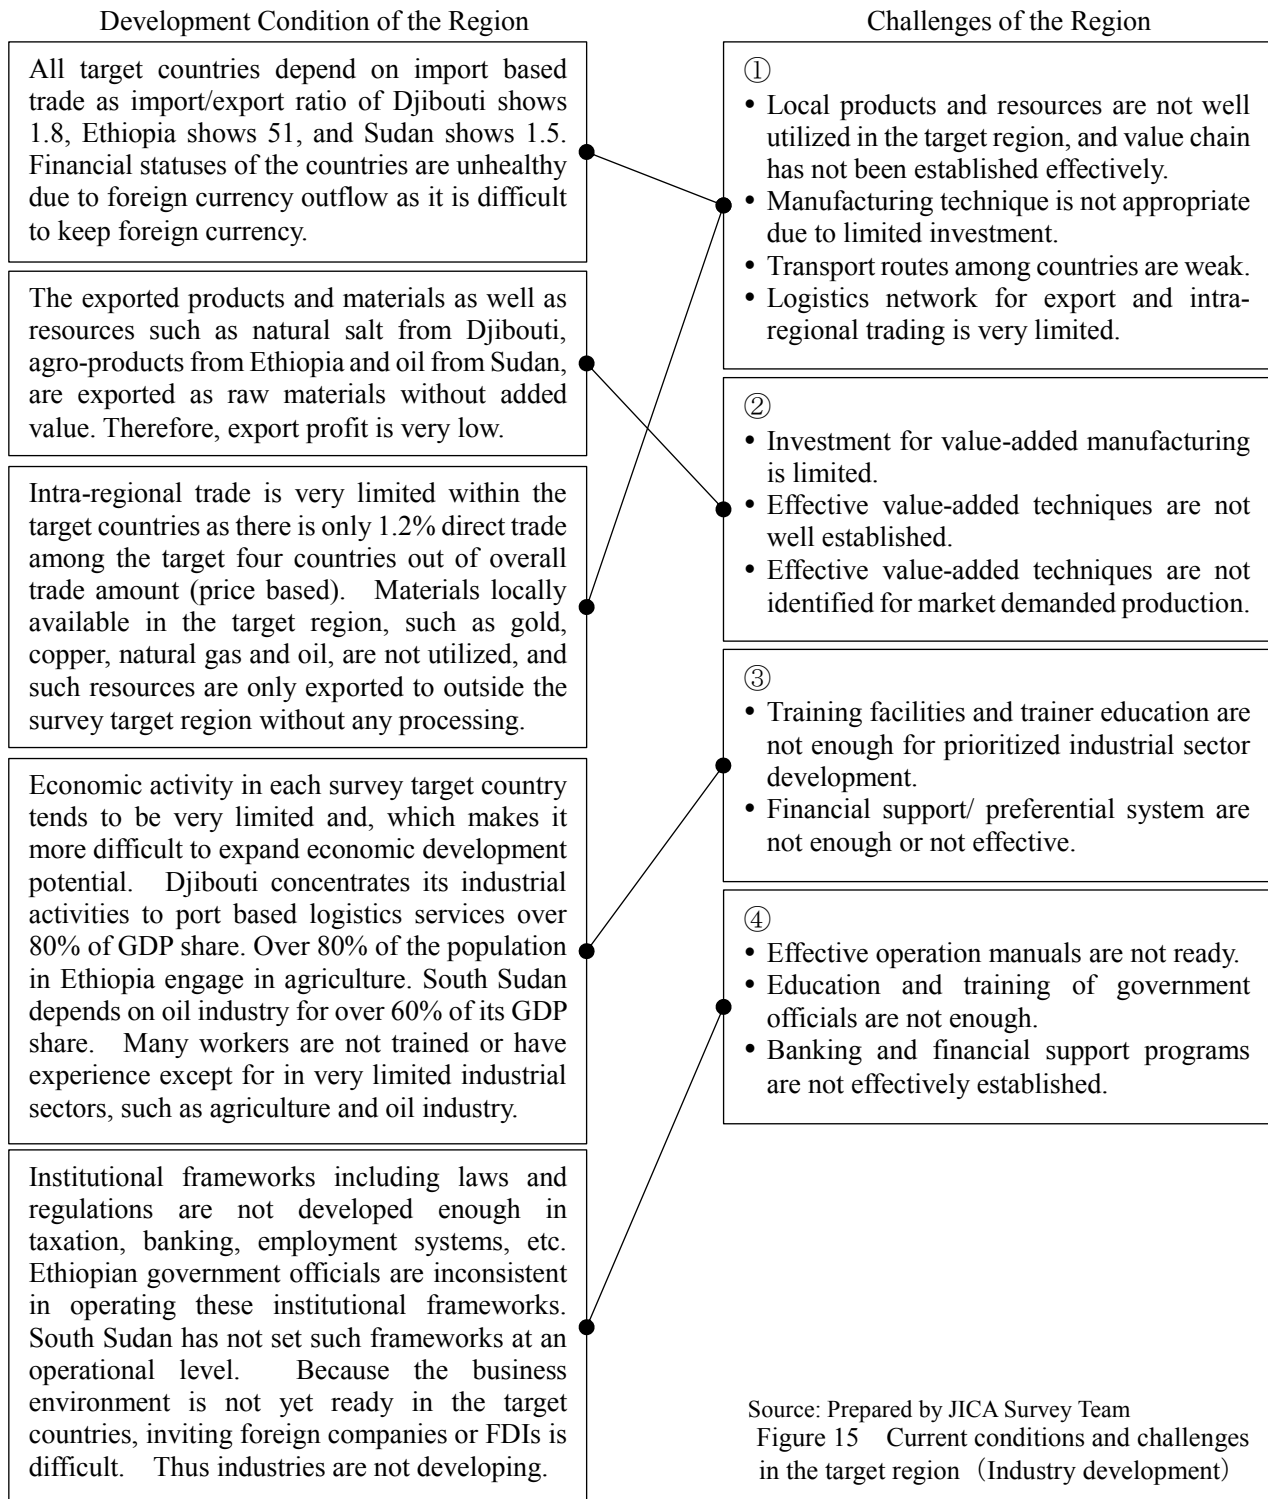 Development Condition of the Region
All target countries depend on import based
trade as import/export ratio of Djibouti shows
1.8, Ethiopia shows 51, and Sudan shows 1.5.
Financial statuses of the countries are unhealthy
due to foreign currency outflow as it is difficult
to keep foreign currency.
The exported products and materials as well as
resources such as natural salt from Djibouti,
agro-products from Ethiopia and oil from Sudan,
are exported as raw materials without added
value. Therefore, export profit is very low.
Intra-regional trade is very limited within the
target countries as there is only 1.2% direct trade
among the target four countries out of overall
trade amount (price based). Materials locally
available in the target region, such as gold,
copper, natural gas and oil, are not utilized, and
such resources are only exported to outside the
survey target region without any processing.
Economic activity in each survey target country
tends to be very limited and, which makes it
more difficult to expand economic development
potential. Djibouti concentrates its industrial
activities to port based logistics services over
80% of GDP share. Over 80% of the population
in Ethiopia engage in agriculture. South Sudan
depends on oil industry for over 60% of its GDP
share. Many workers are not trained or have
experience except for in very limited industrial
sectors, such as agriculture and oil industry.
Institutional frameworks including laws and
regulations are not developed enough in
taxation, banking, employment systems, etc.
Ethiopian government officials are inconsistent
in operating these institutional frameworks.
South Sudan has not set such frameworks at an
operational level. Because the business
environment is not yet ready in the target
countries, inviting foreign companies or FDIs is
difficult. Thus industries are not developing.
Challenges of the Region
①
• Local products and resources are not well
utilized in the target region, and value chain
has not been established effectively.
• Manufacturing technique is not appropriate
due to limited investment.
• Transport routes among countries are weak.
• Logistics network for export and intra-
regional trading is very limited.
②
• Investment for value-added manufacturing
is limited.
• Effective value-added techniques are not
well established.
• Effective value-added techniques are not
identified for market demanded production.
③
• Training facilities and trainer education are
not enough for prioritized industrial sector
development.
• Financial support/ preferential system are
not enough or not effective.
④
• Effective operation manuals are not ready.
• Education and training of government
officials are not enough.
• Banking and financial support programs
are not effectively established.
Source: Prepared by JICA Survey Team
Figure 15 Current conditions and challenges
in the target region（Industry development）